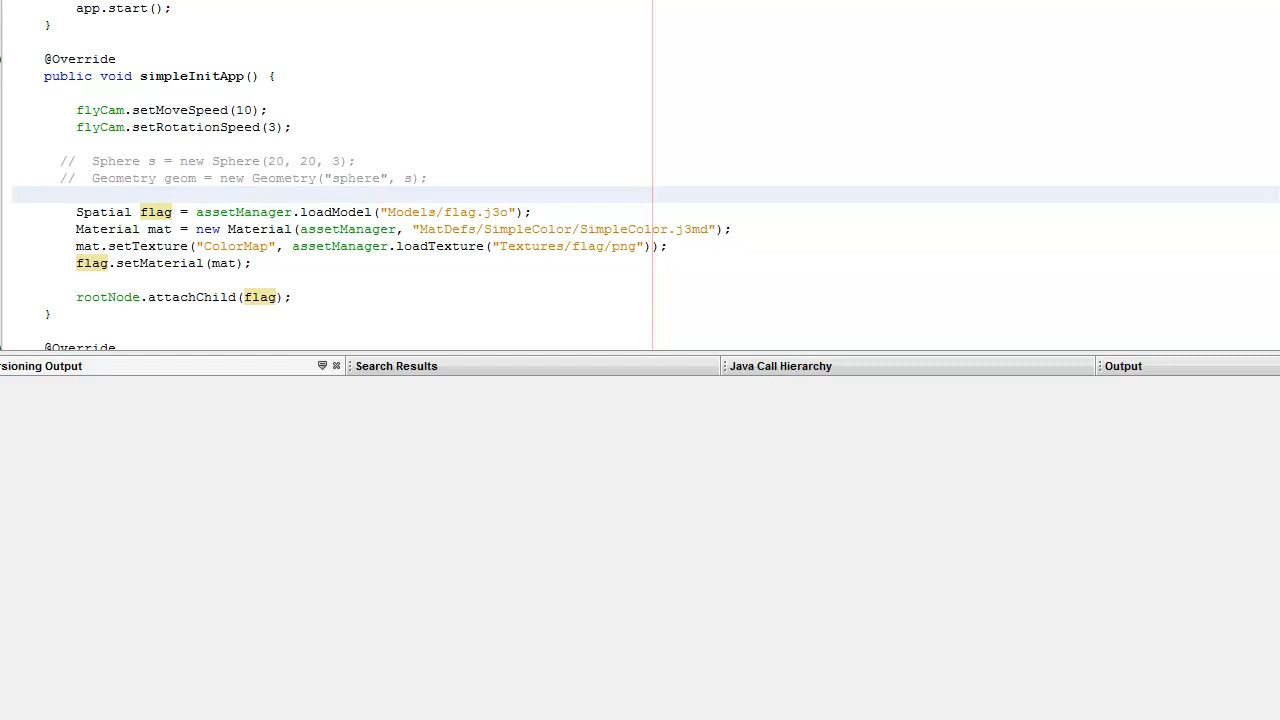 app.start();
}
@Override
public void simpleInitApp() {
flyCam.setMoveSpeed(10);
flyCam.setRotationSpeed(3);
//  Sphere s = new Sphere(20, 20, 3);
//  Geometry geom = new Geometry("sphere", s);
Spatial flag = assetManager.loadModel("Models/flag.j3o");
Material mat = new Material(assetManager, "MatDefs/SimpleColor/SimpleColor.j3md");
mat.setTexture("ColorMap", assetManager.loadTexture("Textures/flag/png"));
flag.setMaterial(mat);
rootNode.attachChild(flag);
}
@Override
rsioning Output Search Results Java Call Hierarchy Output